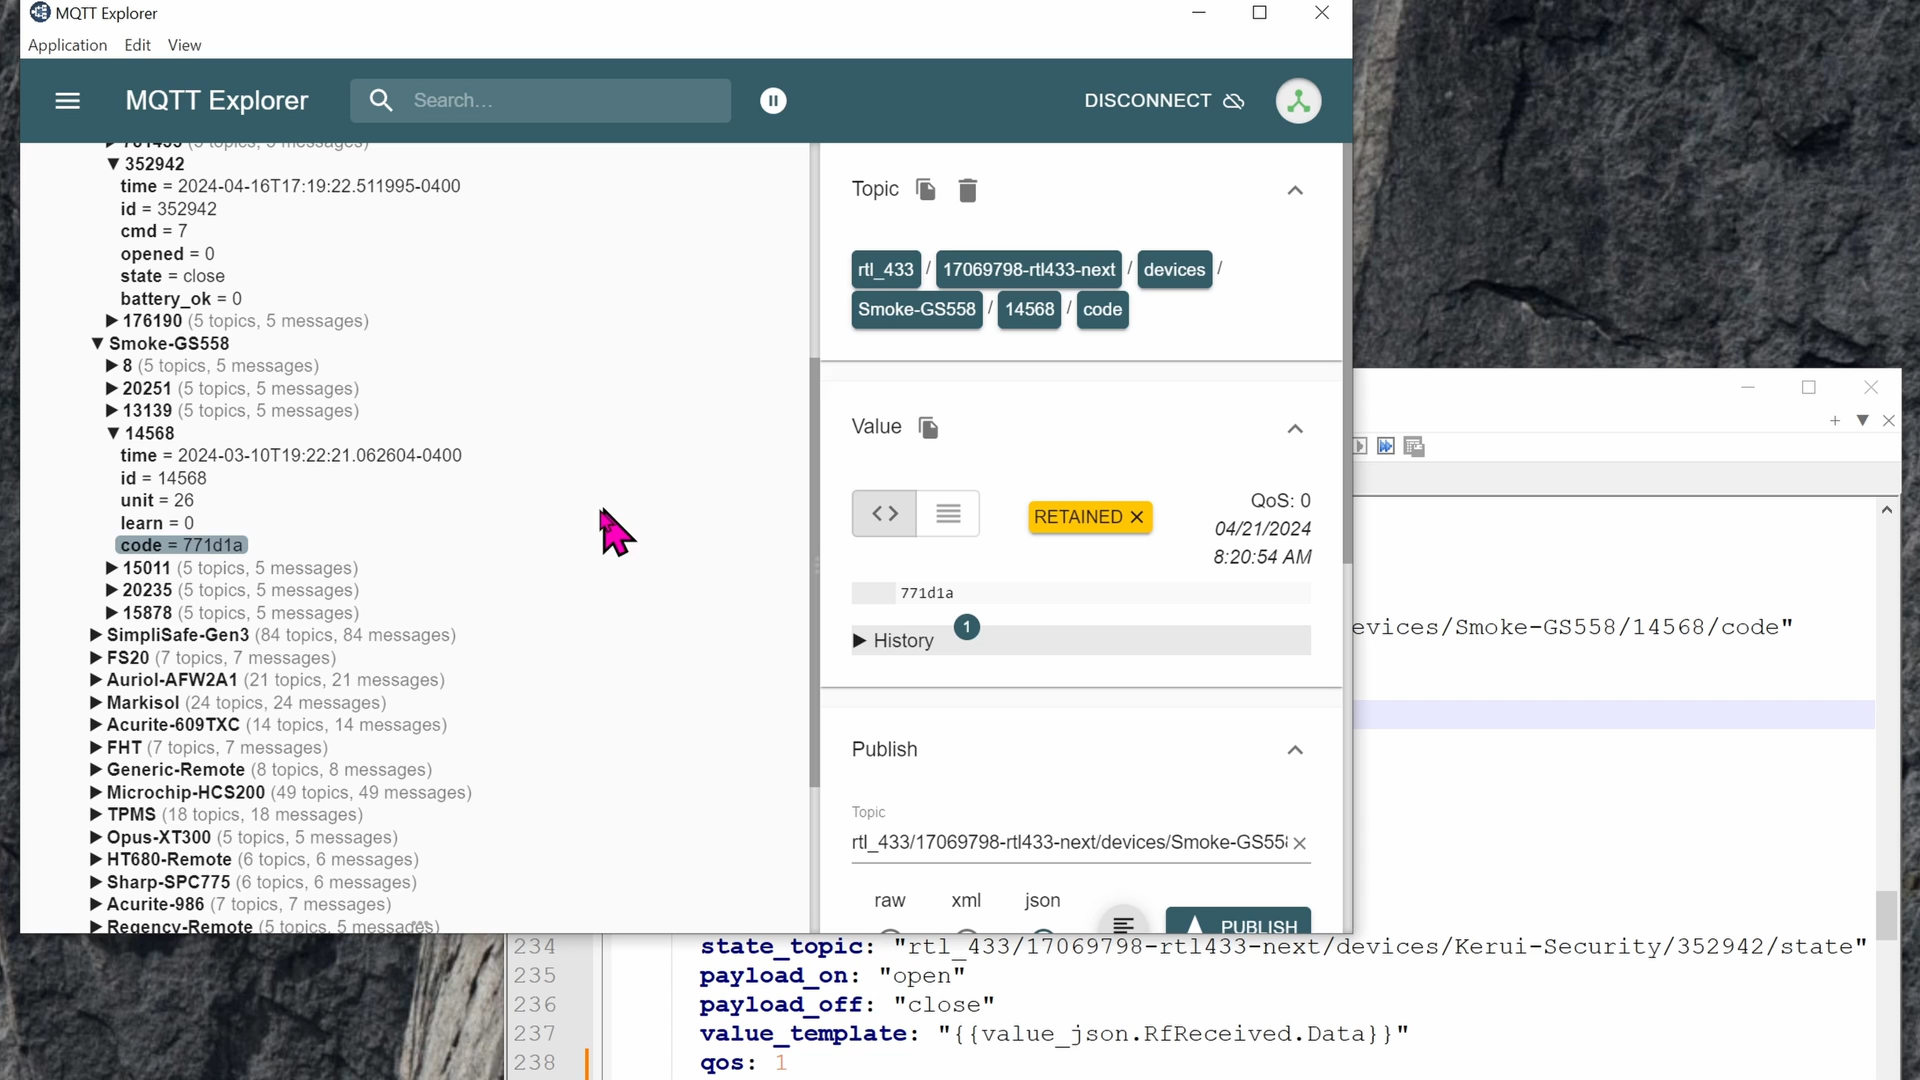 MQTT Explorer
Application Edit View
MQTT Explorer
Search...
DISCONNECT
781455 (5 topics, 5 messages)
352942
time = 2024-04-16T17:19:22.511995-0400
id = 352942
cmd = 7
opened = 0
state = close
battery_ok = 0
176190 (5 topics, 5 messages)
Smoke-GS558
8 (5 topics, 5 messages)
20251 (5 topics, 5 messages)
13139 (5 topics, 5 messages)
14568
time = 2024-03-10T19:22:21.062604-0400
id = 14568
unit = 26
learn = 0
code = 771d1a
15011 (5 topics, 5 messages)
20235 (5 topics, 5 messages)
15878 (5 topics, 5 messages)
SimpliSafe-Gen3 (84 topics, 84 messages)
FS20 (7 topics, 7 messages)
Auriol-AFW2A1 (21 topics, 21 messages)
Markisol (24 topics, 24 messages)
Acurite-609TXC (14 topics, 14 messages)
FHT (7 topics, 7 messages)
Generic-Remote (8 topics, 8 messages)
Microchip-HCS200 (49 topics, 49 messages)
TPMS (18 topics, 18 messages)
Opus-XT300 (5 topics, 5 messages)
HT680-Remote (6 topics, 6 messages)
Sharp-SPC775 (6 topics, 6 messages)
Acurite-986 (7 topics, 7 messages)
Regency-Remote (5 topics, 5 messages)
Topic
rtl_433 / 17069798-rtl433-next / devices /
Smoke-GS558 / 14568 / code
Value
RETAINED
QoS: 0
04/21/2024
8:20:54 AM
771d1a
History
1
Publish
Topic
rtl_433/17069798-rtl433-next/devices/Smoke-GS55
raw xml json
PUBLISH
evices/Smoke-GS558/14568/code"
234 state_topic: "rtl_433/17069798-rtl433-next/devices/Kerui-Security/352942/state"
235 payload_on: "open"
236 payload_off: "close"
237 value_template: "{{value_json.RfReceived.Data}}"
238 qos: 1